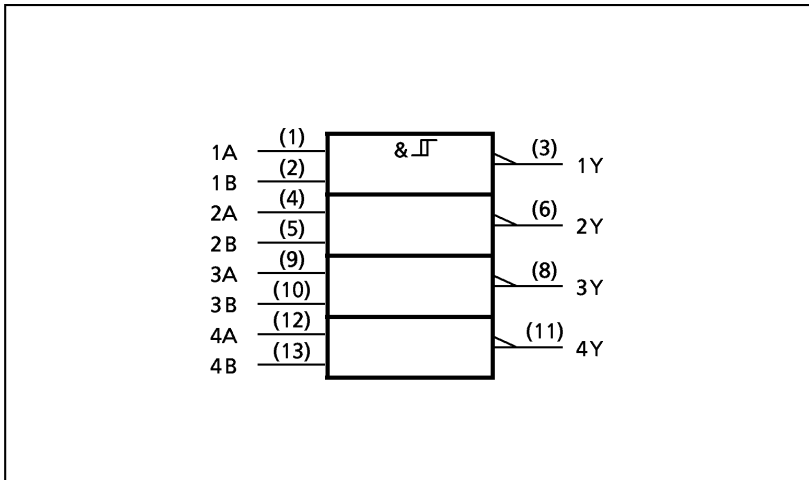 1A (1) & (3) 1Y
1B (2)
2A (4) (6) 2Y
2B (5)
3A (9) (8) 3Y
3B (10)
4A (12) (11) 4Y
4B (13)